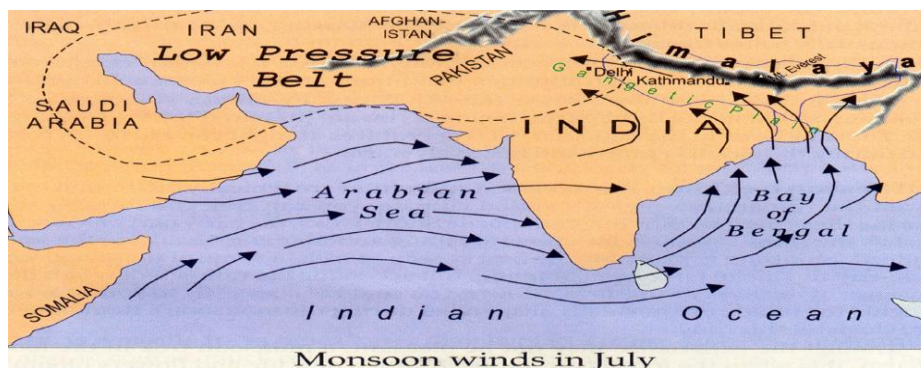 IRAQ
IRAN
AFGHAN-
ISTAN
TIBET
Himalaya
Low Pressure
Belt
PAKISTAN
Delhi
Kathmandu
Mt. Everest
Gangetic Plain
SAUDI
ARABIA
INDIA
Arabian
Sea
Bay
of
Bengal
SOMALIA
Indian Ocean
Monsoon winds in July